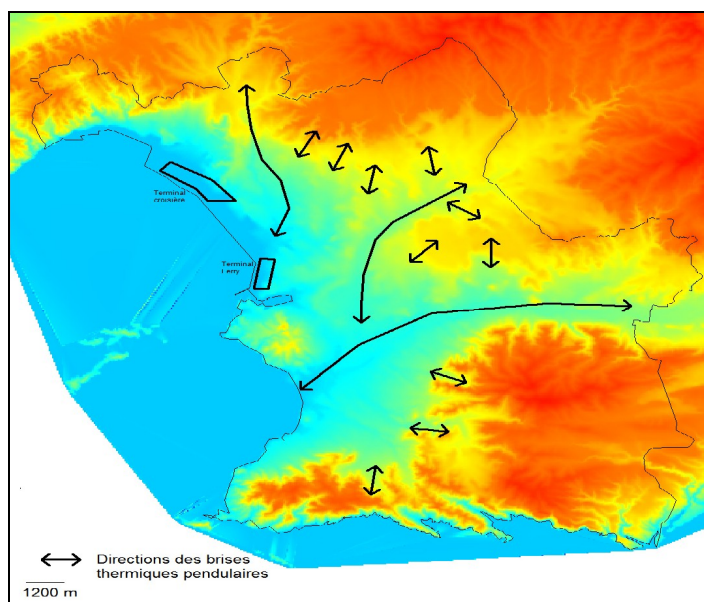 Terminal
croisière
Terminal
Ferry
Directions des brises
thermiques pendulaires
1200 m